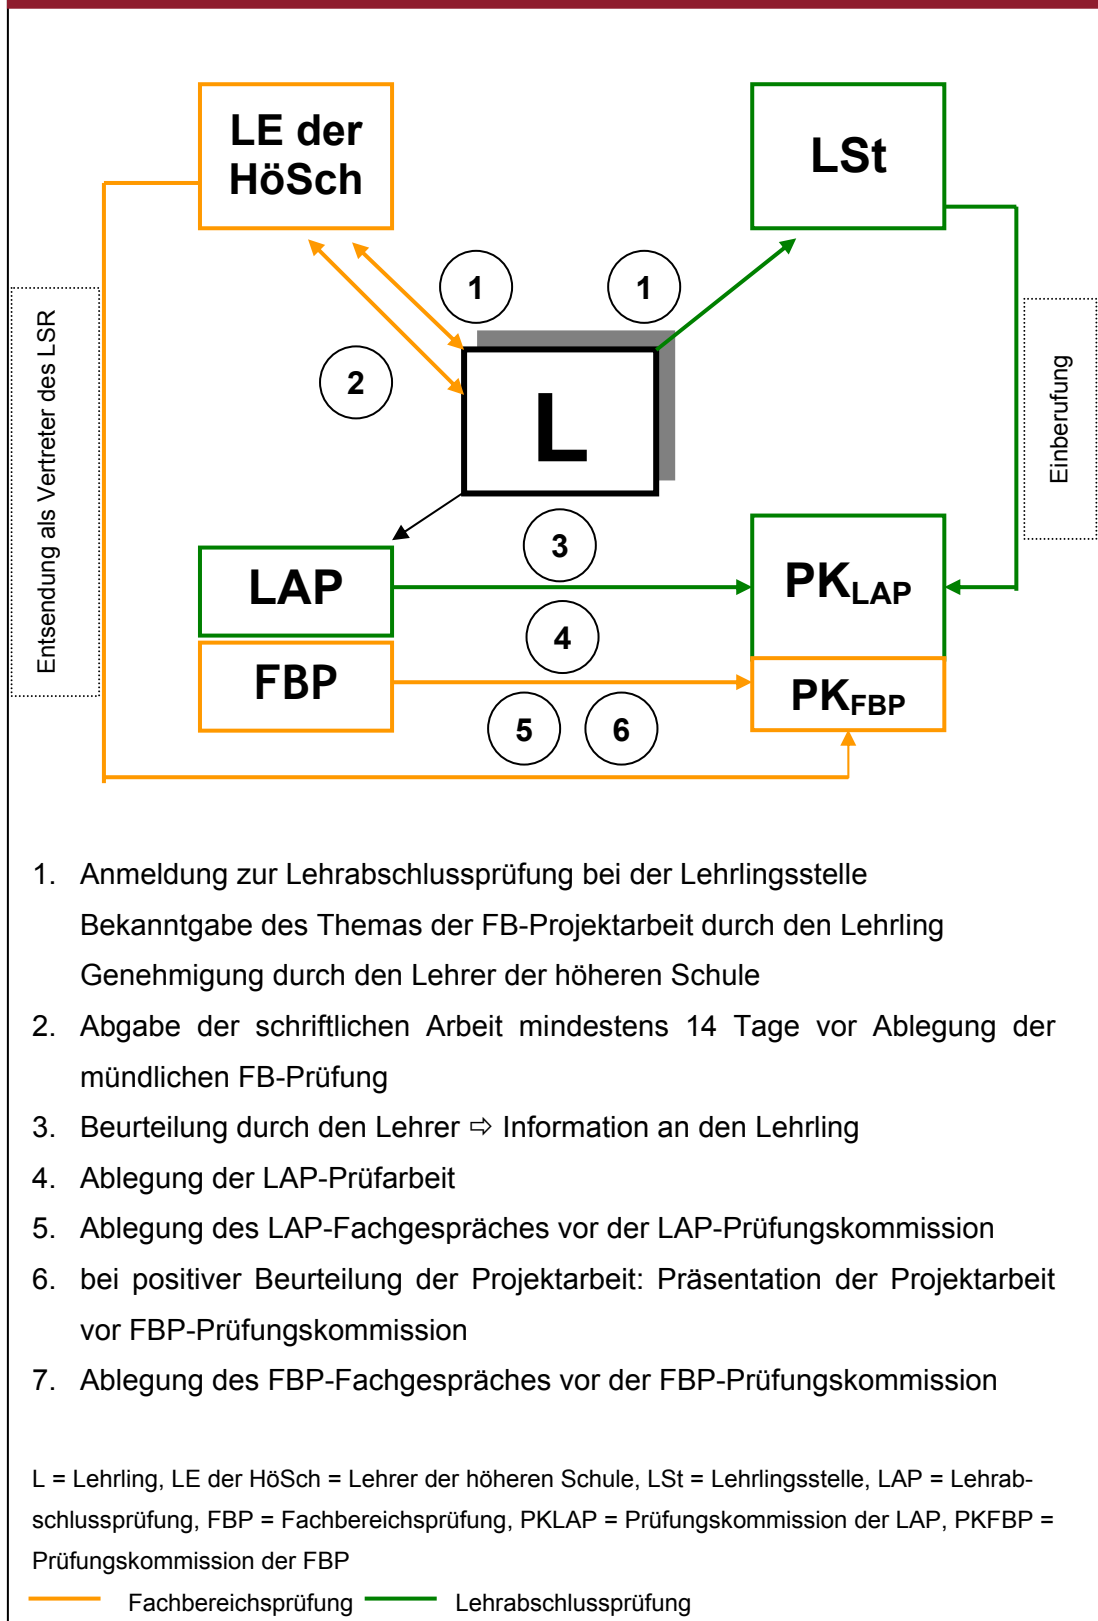 LE der
HöSch
LSt
1
1
2
L
Entsendung als Vertreter des LSR
Einberufung
3
LAP
PKLAP
4
FBP
PKFBP
5
6
1. Anmeldung zur Lehrabschlussprüfung bei der Lehrlingsstelle
Bekanntgabe des Themas der FB-Projektarbeit durch den Lehrling
Genehmigung durch den Lehrer der höheren Schule
2. Abgabe der schriftlichen Arbeit mindestens 14 Tage vor Ablegung der
mündlichen FB-Prüfung
3. Beurteilung durch den Lehrer ⇨ Information an den Lehrling
4. Ablegung der LAP-Prüfarbeit
5. Ablegung des LAP-Fachgespräches vor der LAP-Prüfungskommission
6. bei positiver Beurteilung der Projektarbeit: Präsentation der Projektarbeit
vor FBP-Prüfungskommission
7. Ablegung des FBP-Fachgespräches vor der FBP-Prüfungskommission
L = Lehrling, LE der HöSch = Lehrer der höheren Schule, LSt = Lehrlingsstelle, LAP = Lehrab-
schlussprüfung, FBP = Fachbereichsprüfung, PKLAP = Prüfungskommission der LAP, PKFBP =
Prüfungskommission der FBP
Fachbereichsprüfung Lehrabschlussprüfung